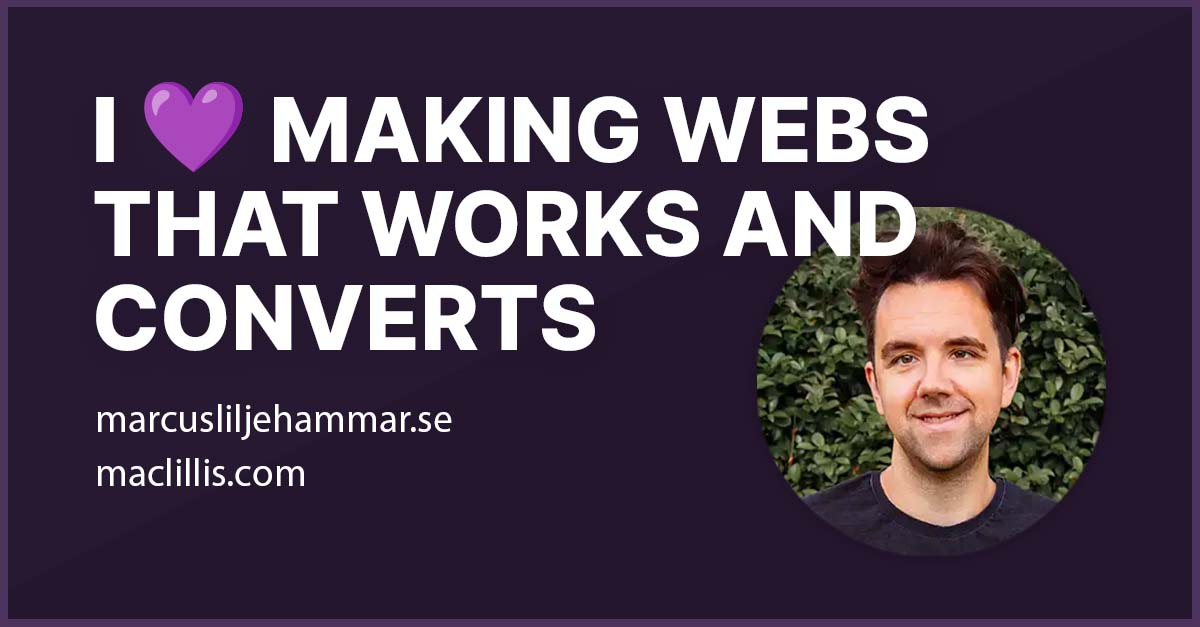 I 💜 MAKING WEBS
THAT WORKS AND
CONVERTS
marcusliljehammar.se
maclillis.com